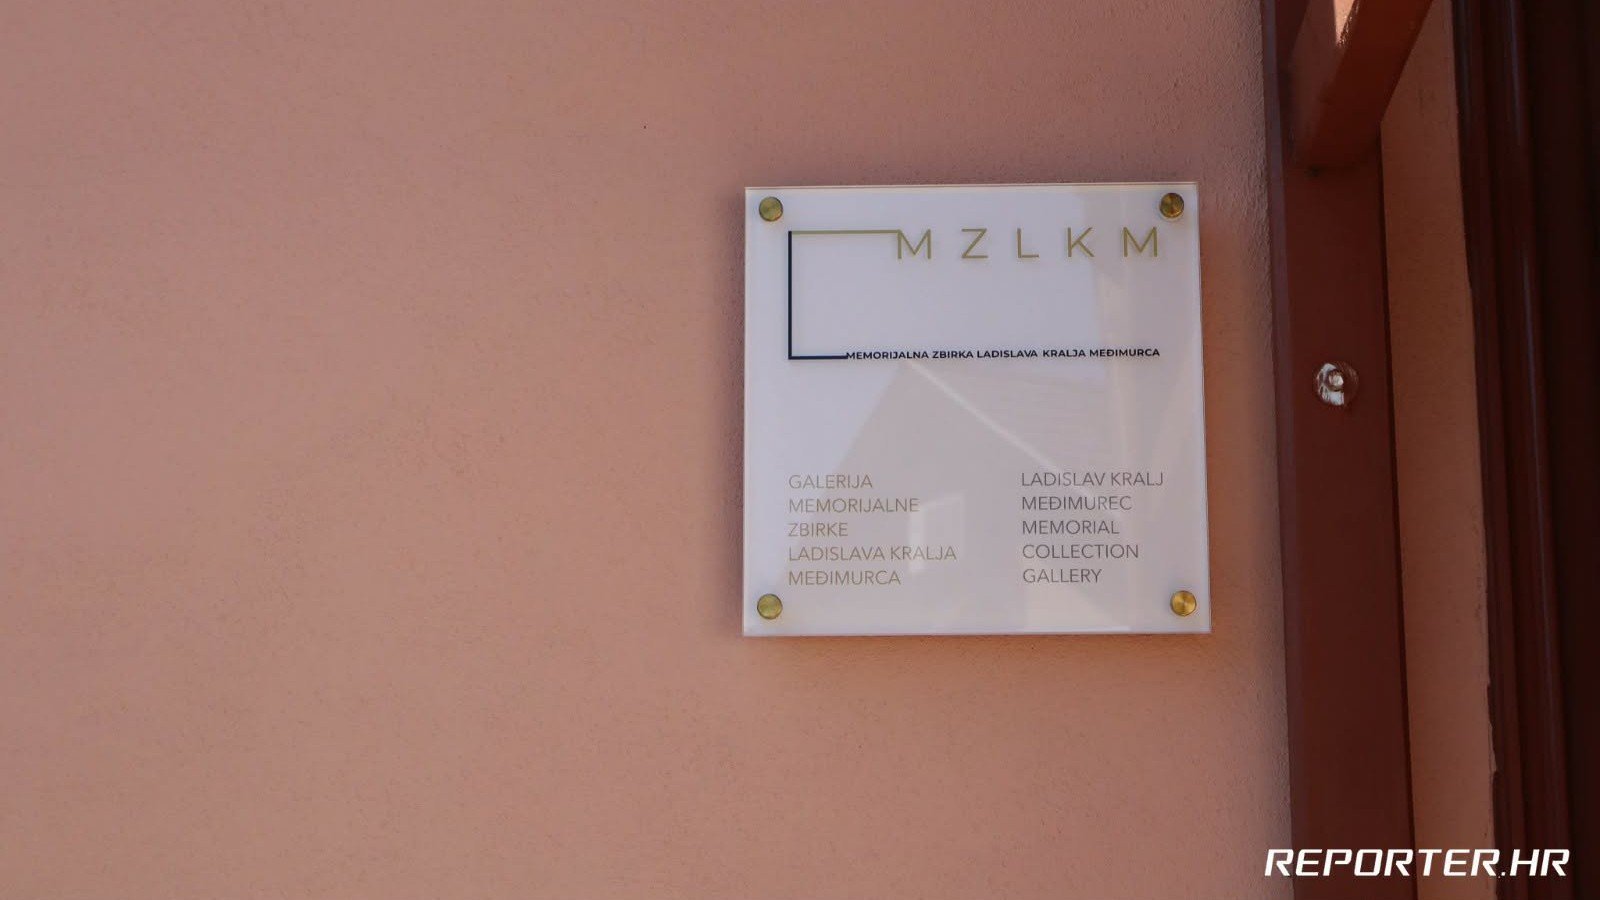 MZLKM
MEMORIJALNA ZBIRKA LADISLAVA KRALJA MEĐIMURCA
GALERIJA
MEMORIJALNE
ZBIRKE
LADISLAVA KRALJA
MEĐIMURCA
LADISLAV KRALJ
MEĐIMUREC
MEMORIAL
COLLECTION
GALLERY
REPORTER.HR